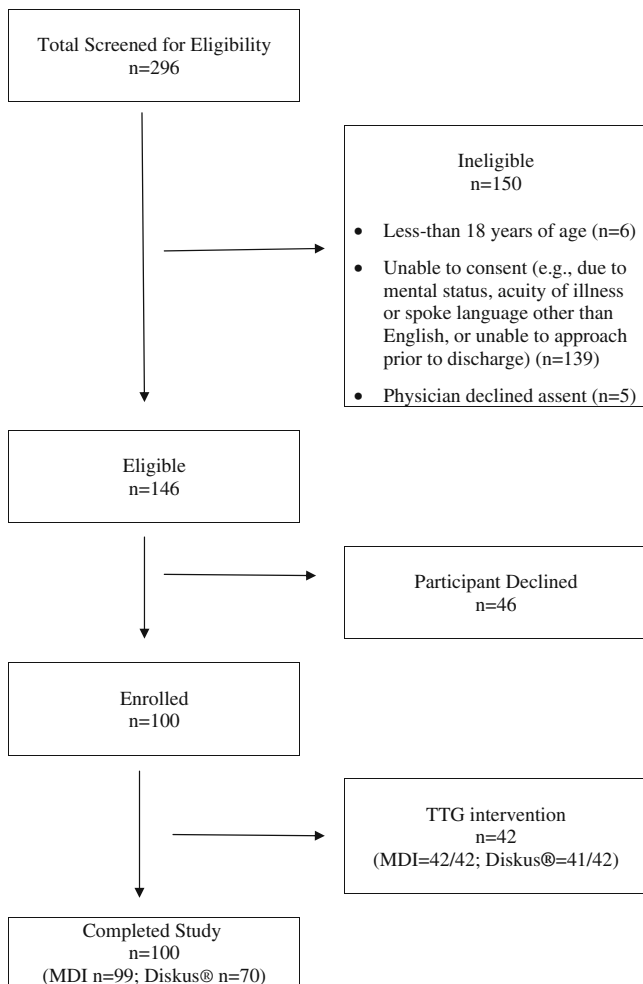 Total Screened for Eligibility
n=296
Ineligible
n=150
• Less-than 18 years of age (n=6)
• Unable to consent (e.g., due to
mental status, acuity of illness
or spoke language other than
English, or unable to approach
prior to discharge) (n=139)
• Physician declined assent (n=5)
Eligible
n=146
Participant Declined
n=46
Enrolled
n=100
TTG intervention
n=42
(MDI=42/42; Diskus®=41/42)
Completed Study
n=100
(MDI n=99; Diskus® n=70)